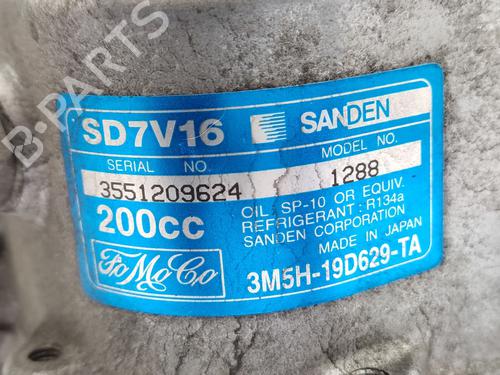 B-PARTS
SD7V16 SANDEN
SERIAL NO. MODEL NO.
3551209624 1288
200cc OIL : SP-10 OR EQUIV.
REFRIGERANT : R134a
SANDEN CORPORATION
MADE IN JAPAN
FoMoCo 3M5H-19D629-TA
B-PARTS